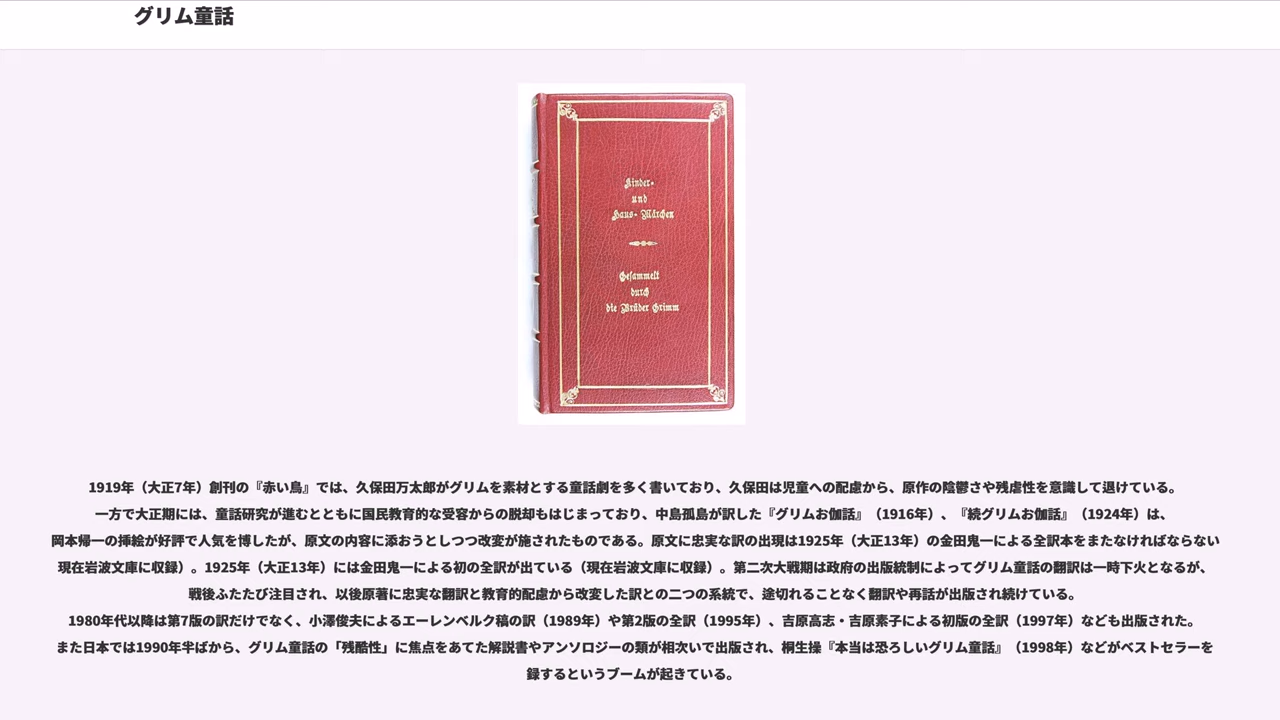 グリム童話
Kinder-
und
Haus- Märchen
Gesammelt
durch
die Brüder Grimm
1919年（大正7年）創刊の『赤い鳥』では、久保田万太郎がグリムを素材とする童話劇を多く書いており、久保田は児童への配慮から、原作の陰鬱さや残虐性を意識して退けている。
一方で大正期には、童話研究が進むとともに国民教育的な受容からの脱却もはじまっており、中島孤島が訳した『グリムお伽話』（1916年）、『続グリムお伽話』（1924年）は、
岡本帰一の挿絵が好評で人気を博したが、原文の内容に添おうとしつつ改変が施されたものである。原文に忠実な訳の出現は1925年（大正13年）の金田鬼一による全訳本をまたなければならない
現在岩波文庫に収録）。1925年（大正13年）には金田鬼一による初の全訳が出ている（現在岩波文庫に収録）。第二次大戦期は政府の出版統制によってグリム童話の翻訳は一時下火となるが、
戦後ふたたび注目され、以後原著に忠実な翻訳と教育的配慮から改変した訳との二つの系統で、途切れることなく翻訳や再話が出版され続けている。
1980年代以降は第7版の訳だけでなく、小澤俊夫によるエーレンベルク稿の訳（1989年）や第2版の全訳（1995年）、吉原高志・吉原素子による初版の全訳（1997年）なども出版された。
また日本では1990年半ばから、グリム童話の「残酷性」に焦点をあてた解説書やアンソロジーの類が相次いで出版され、桐生操『本当は恐ろしいグリム童話』（1998年）などがベストセラーを
録するというブームが起きている。